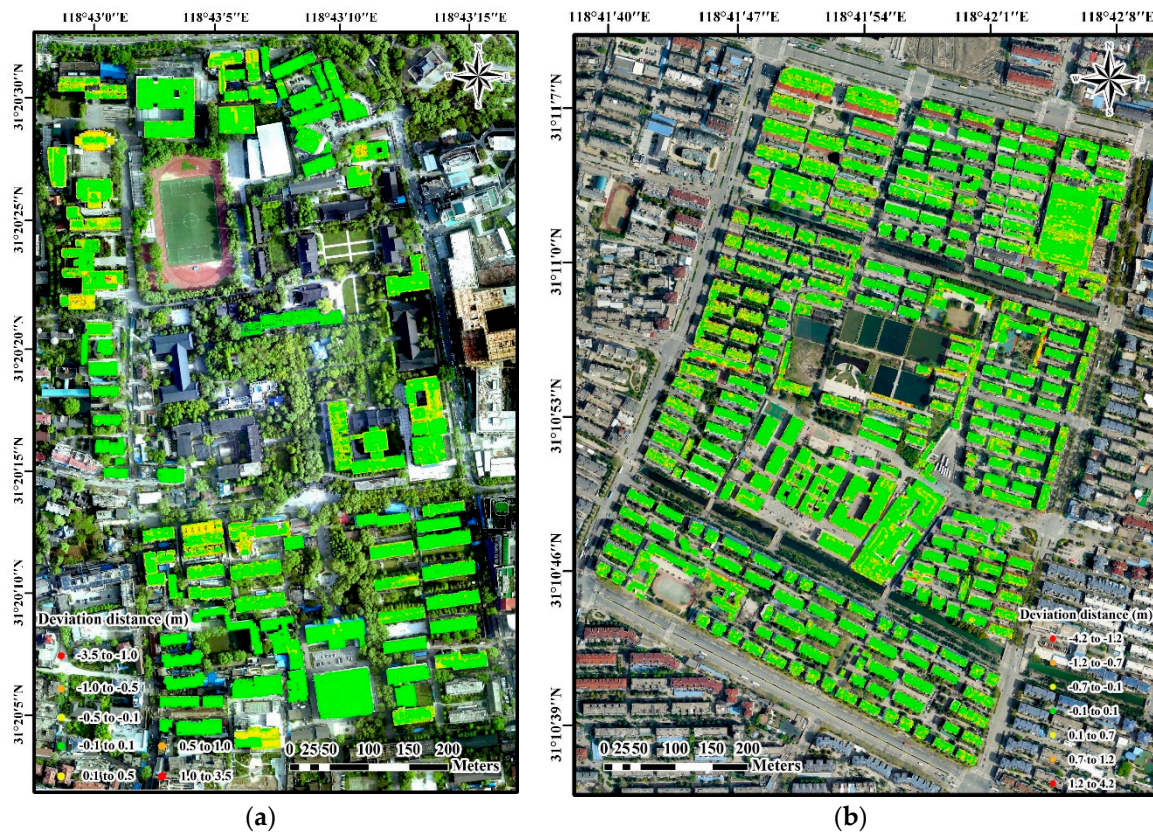 118°43′0″E 118°43′5″E 118°43′10″E 118°43′15″E
N
W E
S
31°20′30″N
31°20′25″N
31°20′20″N
31°20′15″N
31°20′10″N
31°20′5″N
Deviation distance (m)
-3.5 to -1.0
-1.0 to -0.5
-0.5 to -0.1
-0.1 to 0.1 0.5 to 1.0
0.1 to 0.5 1.0 to 3.5
0 25 50 100 150 200
Meters
(a)
118°41′40″E 118°41′47″E 118°41′54″E 118°42′1″E 118°42′8″E
N
W E
S
31°11′7″N
31°11′0″N
31°10′53″N
31°10′46″N
31°10′39″N
Deviation distance (m)
-4.2 to -1.2
-1.2 to -0.7
-0.7 to -0.1
-0.1 to 0.1
0.1 to 0.7
0.7 to 1.2
1.2 to 4.2
0 25 50 100 150 200
Meters
(b)